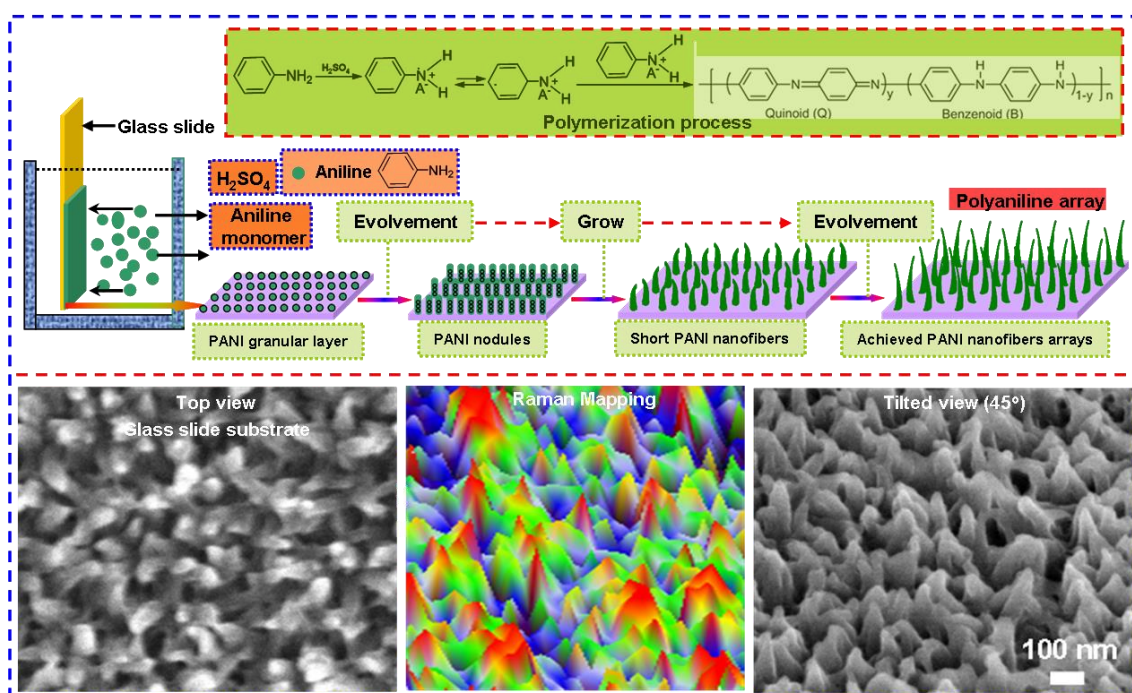 NH₂
H₂SO₄
H
N⁺
A⁻
H
H
N⁺
A⁻
H
H
N⁺
A⁻
H
N
N
y
H
N
H
N
1-y
n
Quinoid (Q)
Benzenoid (B)
Polymerization process
Glass slide
H₂SO₄
Aniline
NH₂
Aniline
monomer
Evolvement
Grow
Evolvement
Polyaniline array
PANI granular layer
PANI nodules
Short PANI nanofibers
Achieved PANI nanofibers arrays
Top view
Glass slide substrate
Raman Mapping
Tilted view (45º)
100 nm